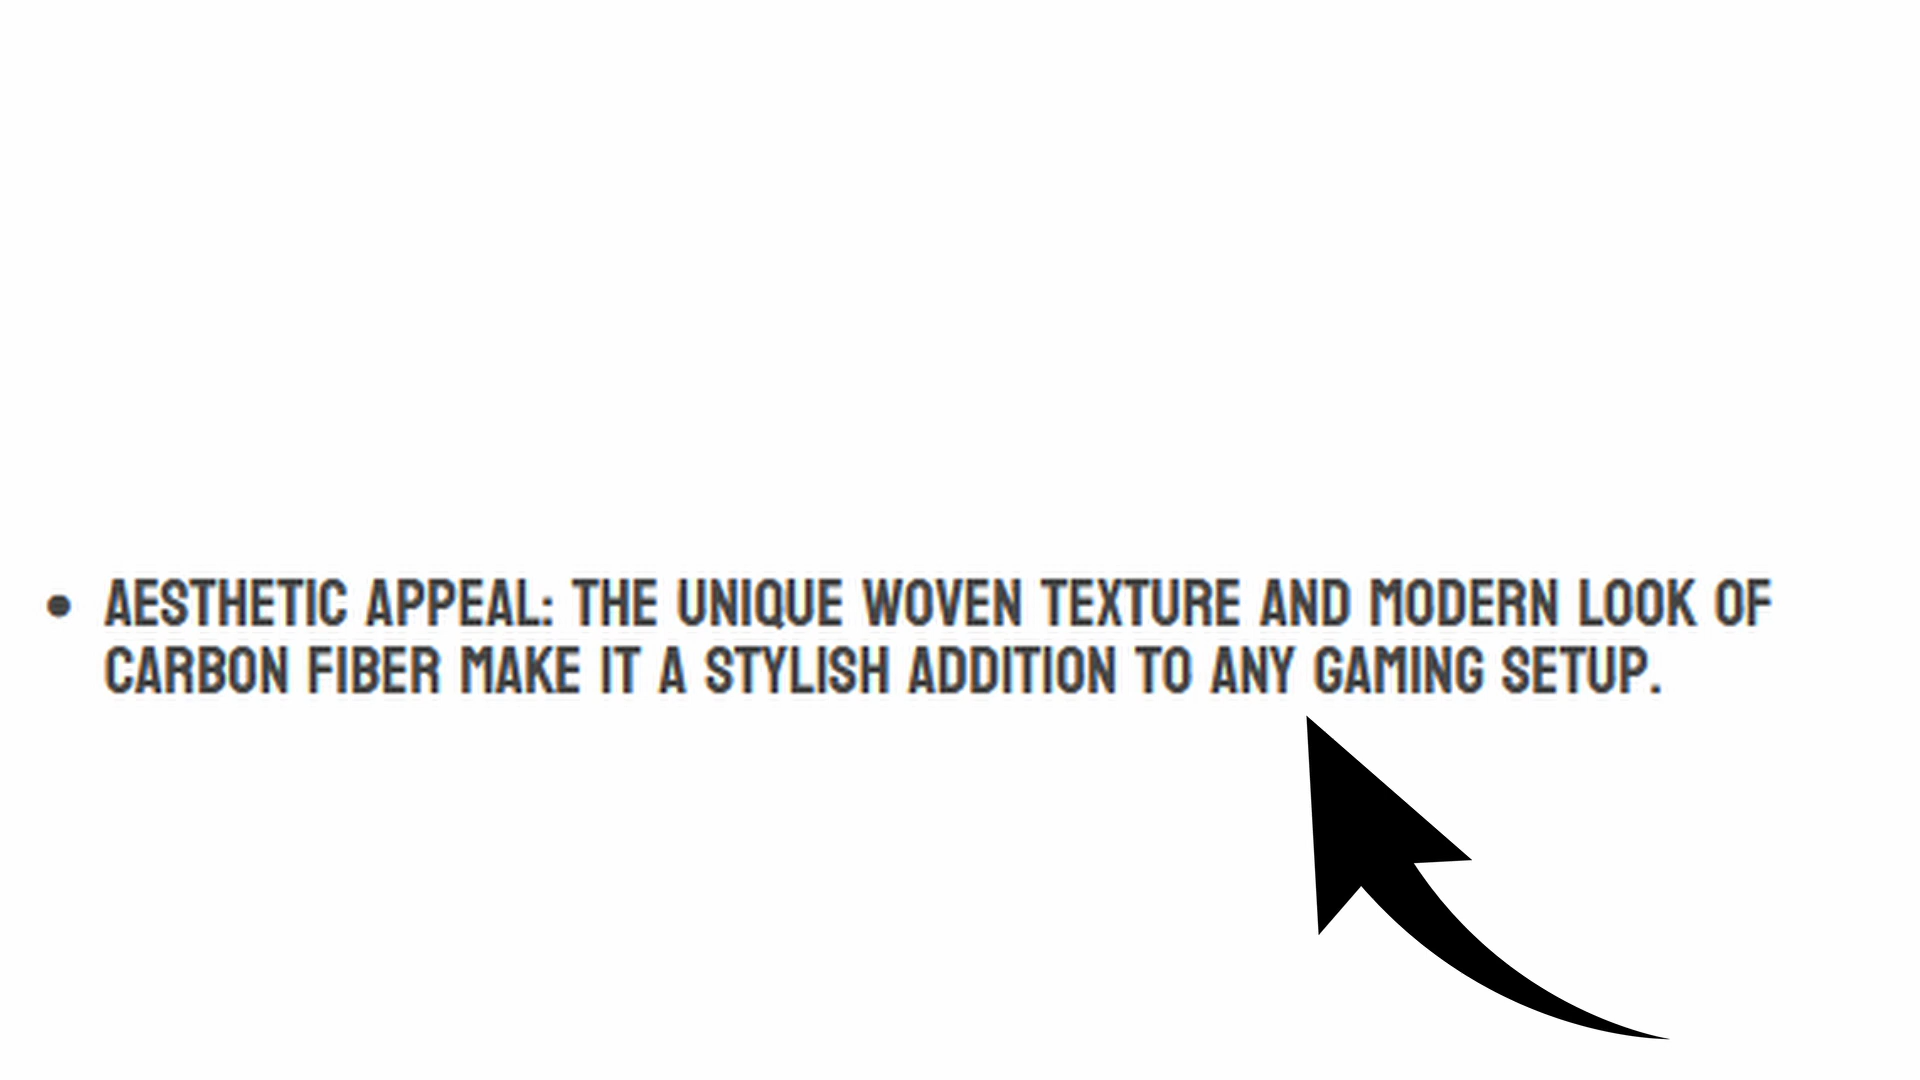 • AESTHETIC APPEAL: THE UNIQUE WOVEN TEXTURE AND MODERN LOOK OF
CARBON FIBER MAKE IT A STYLISH ADDITION TO ANY GAMING SETUP.